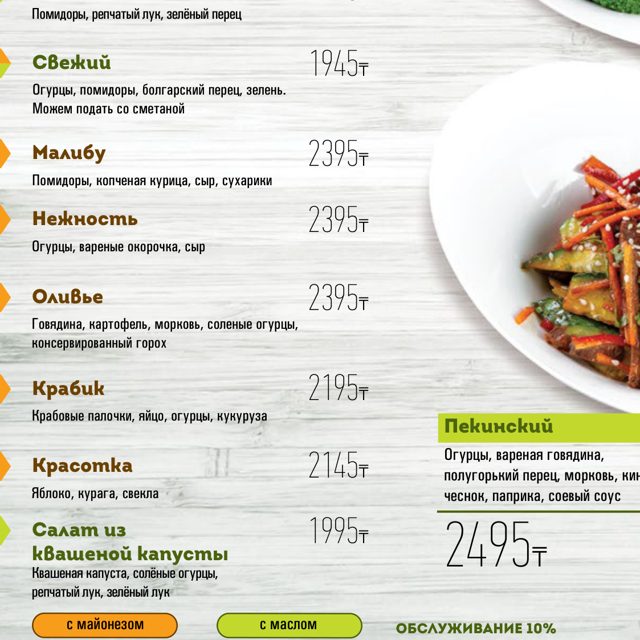 Помидоры, репчатый лук, зелёный перец
Свежий 1945₸
Огурцы, помидоры, болгарский перец, зелень.
Можем подать со сметаной
Малибу 2395₸
Помидоры, копченая курица, сыр, сухарики
Нежность 2395₸
Огурцы, вареные окорочка, сыр
Оливье 2395₸
Говядина, картофель, морковь, соленые огурцы,
консервированный горох
Крабик 2195₸
Крабовые палочки, яйцо, огурцы, кукуруза
Красотка 2145₸
Яблоко, курага, свекла
Салат из 1995₸
квашеной капусты
Квашеная капуста, солёные огурцы,
репчатый лук, зелёный лук
с майонезом
с маслом
Пекинский
Огурцы, вареная говядина,
полугорький перец, морковь,
чеснок, паприка, соевый соус
2495₸
ОБСЛУЖИВАНИЕ 10%